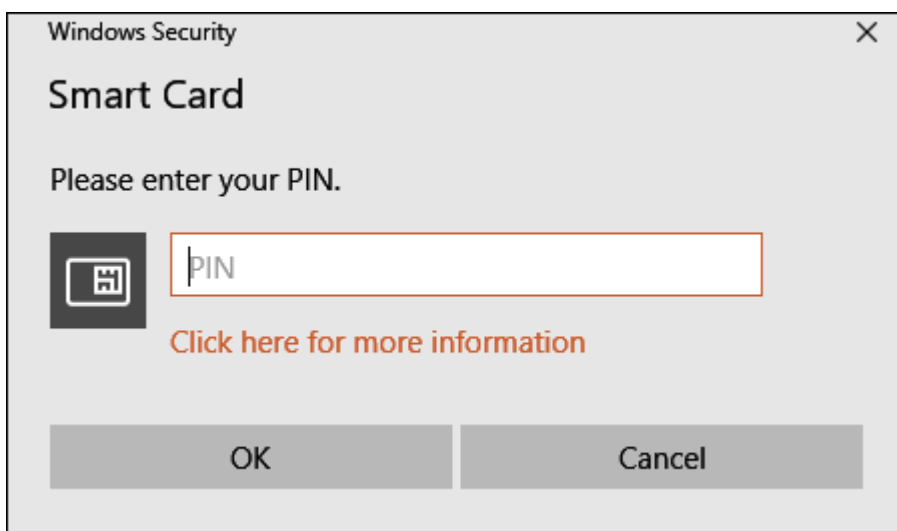 Windows Security
Smart Card
Please enter your PIN.
PIN
Click here for more information
OK
Cancel